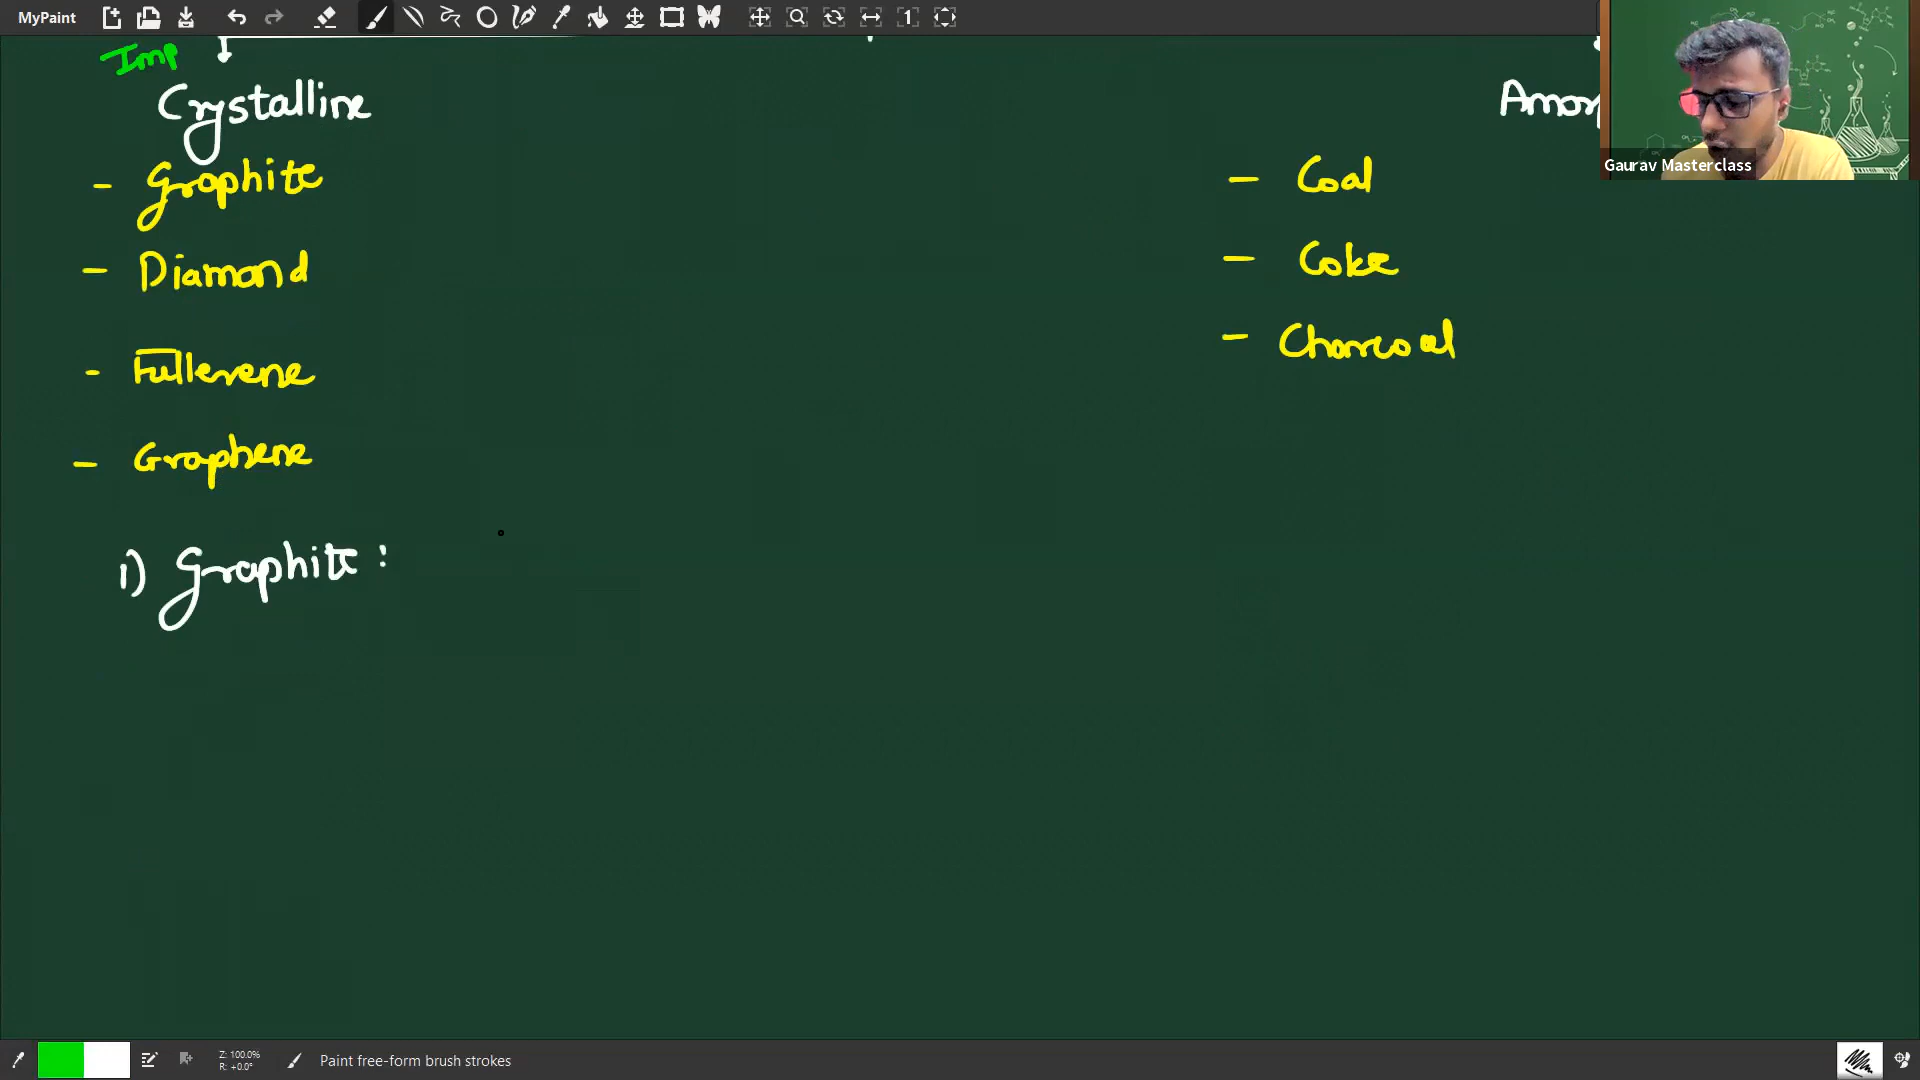 MyPaint
Imp
Crystalline
- Graphite
- Diamond
- Fullerene
- Graphene
1) Graphite :
- Coal
- Coke
- Charcoal
Gaurav Masterclass
Z: 100.0%
R: +0.0°
Paint free-form brush strokes